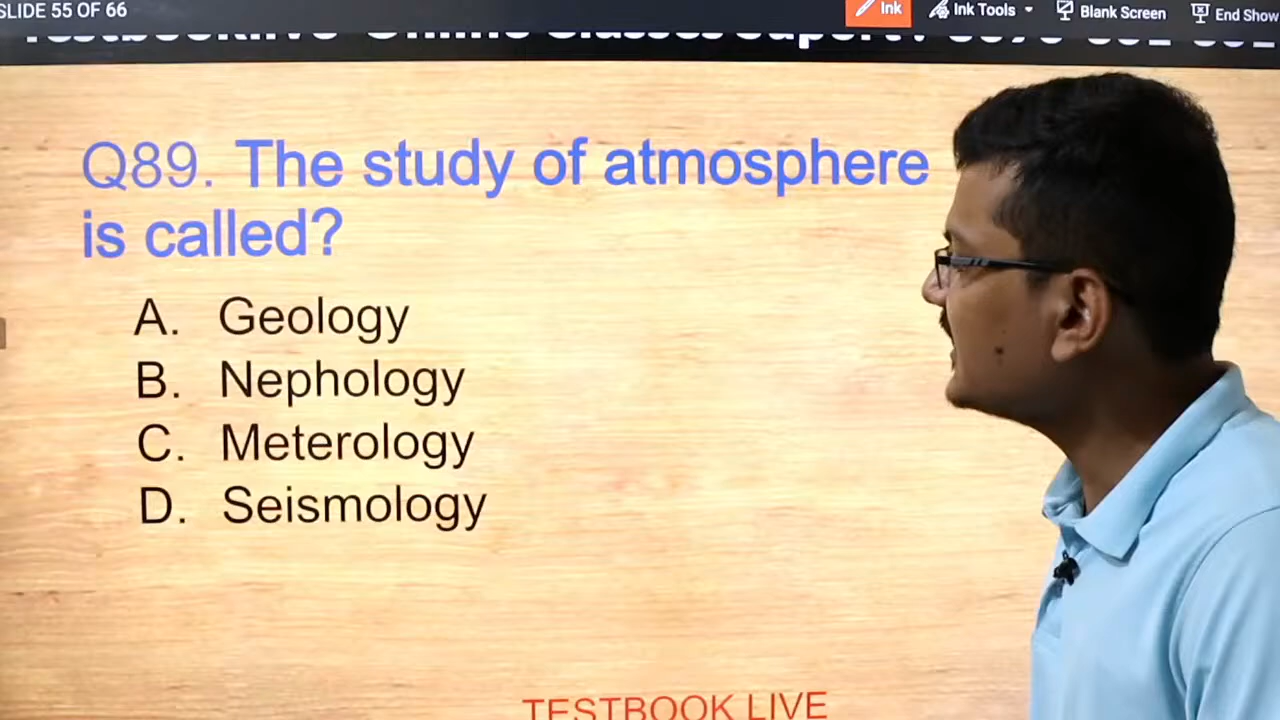 SLIDE 55 OF 66
Ink
Ink Tools
Blank Screen
End Show
Q89. The study of atmosphere
is called?
A. Geology
B. Nephology
C. Meterology
D. Seismology
TESTBOOK LIVE